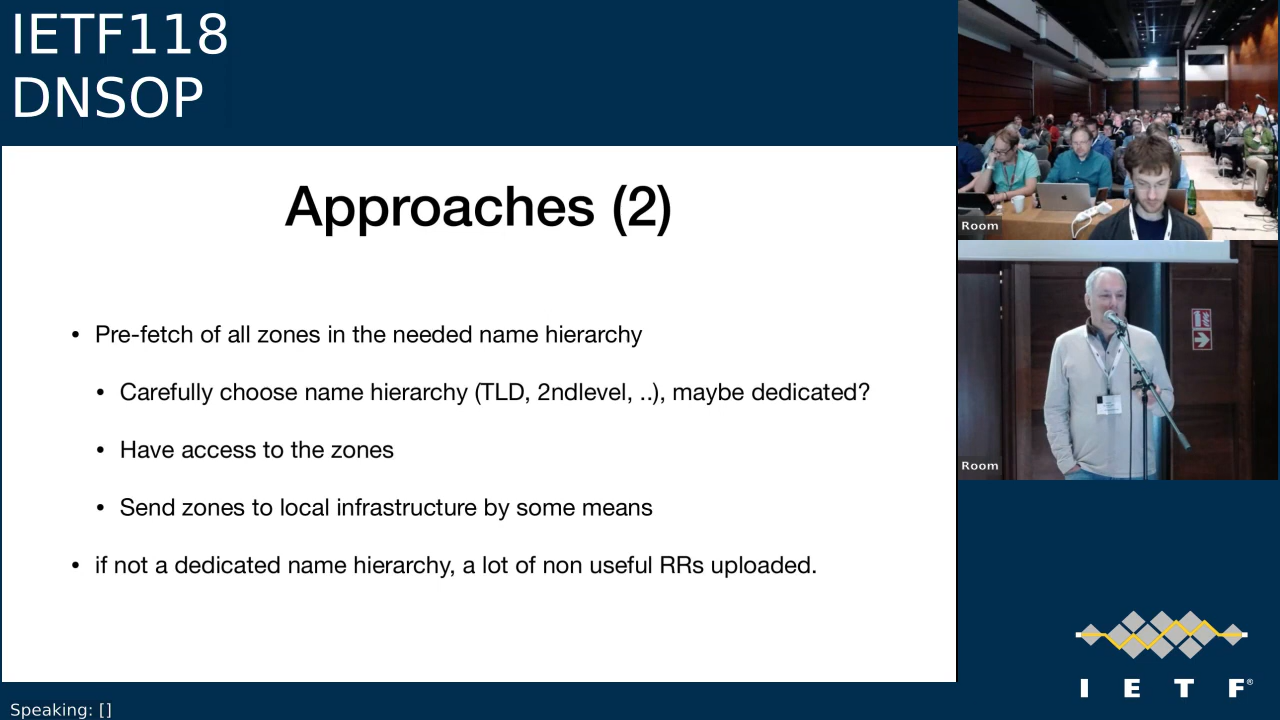 IETF118
DNSOP
Approaches (2)
• Pre-fetch of all zones in the needed name hierarchy
• Carefully choose name hierarchy (TLD, 2ndlevel, ..), maybe dedicated?
• Have access to the zones
• Send zones to local infrastructure by some means
• if not a dedicated name hierarchy, a lot of non useful RRs uploaded.
Room
Room
I E T F®
Speaking: []